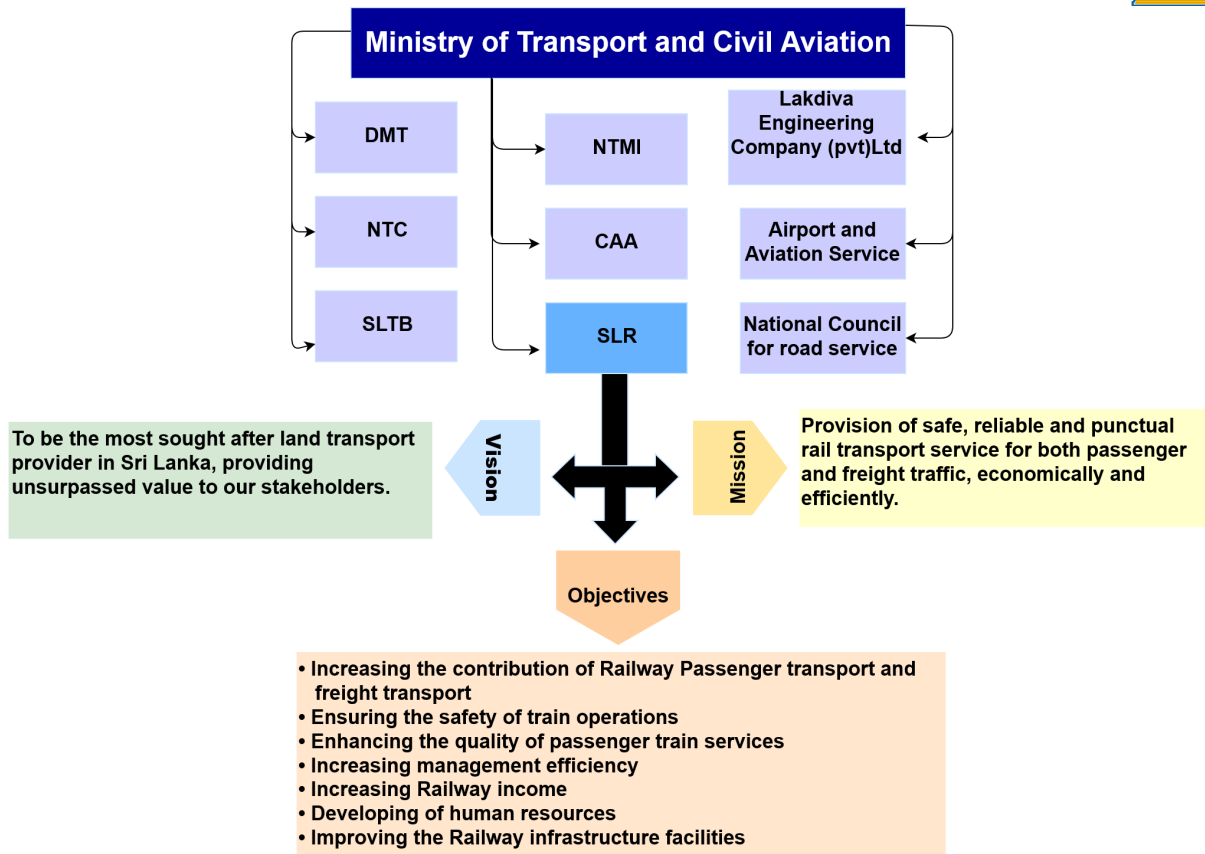 Ministry of Transport and Civil Aviation
DMT
NTC
SLTB
NTMI
CAA
SLR
Lakdiva
Engineering
Company (pvt)Ltd
Airport and
Aviation Service
National Council
for road service
To be the most sought after land transport
provider in Sri Lanka, providing
unsurpassed value to our stakeholders.
Vision
Mission
Provision of safe, reliable and punctual
rail transport service for both passenger
and freight traffic, economically and
efficiently.
Objectives
• Increasing the contribution of Railway Passenger transport and
freight transport
• Ensuring the safety of train operations
• Enhancing the quality of passenger train services
• Increasing management efficiency
• Increasing Railway income
• Developing of human resources
• Improving the Railway infrastructure facilities